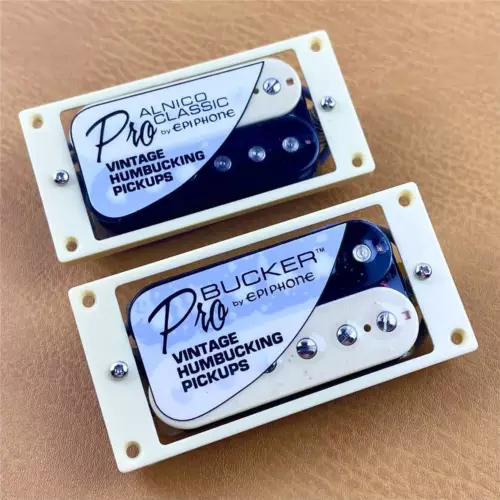 ALNICO
Pro CLASSIC
by EPIPHONE
VINTAGE
HUMBUCKING
PICKUPS
BUCKER™
Pro by EPIPHONE
VINTAGE
HUMBUCKING
PICKUPS